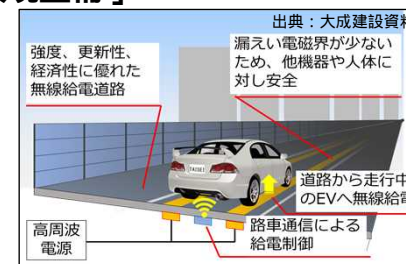 出典:大成建設資料
強度、更新性、
経済性に優れた
無線給電道路
漏えい電磁界が少ない
ため、他機器や人体に
対し安全
道路から走行中
のEVへ無線給電
路車通信による
給電制御
高周波
電源